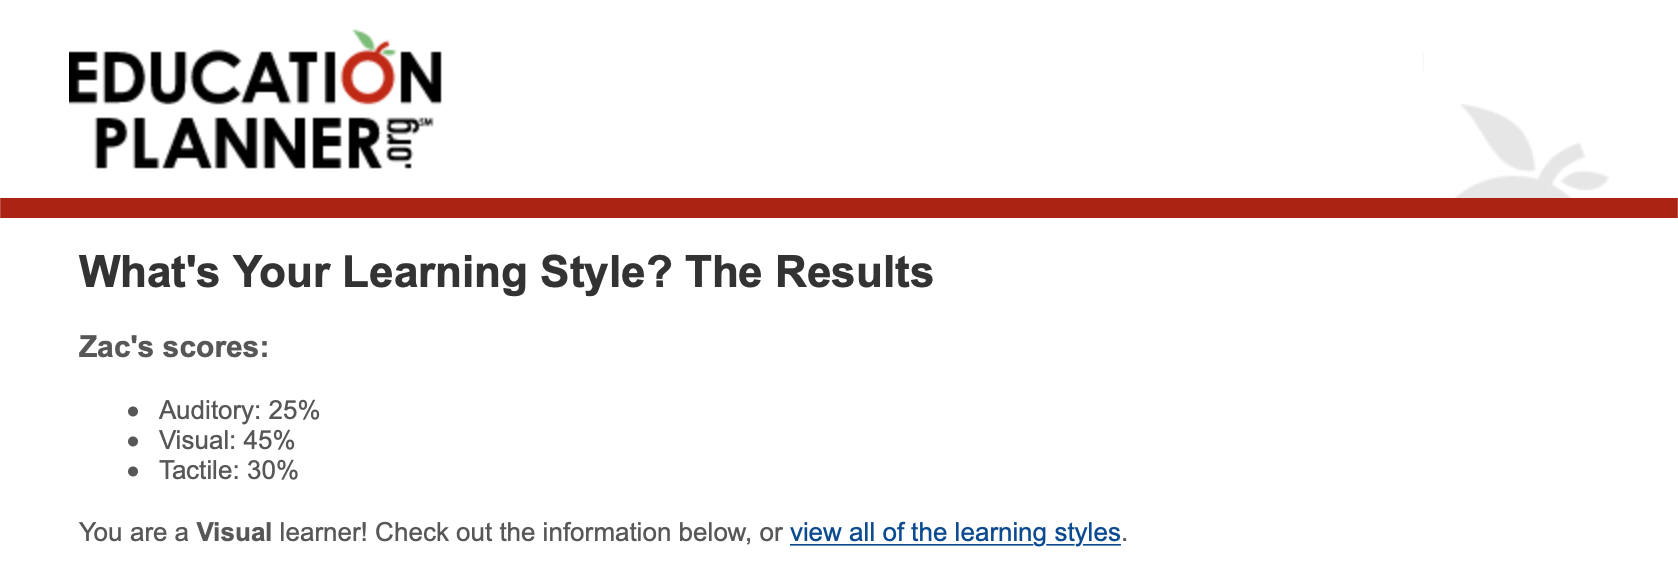 EDUCATION
PLANNER.org℠
What's Your Learning Style? The Results
Zac's scores:
• Auditory: 25%
• Visual: 45%
• Tactile: 30%
You are a Visual learner! Check out the information below, or view all of the learning styles.